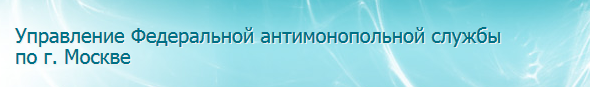 Управление Федеральной антимонопольной службы
по г. Москве